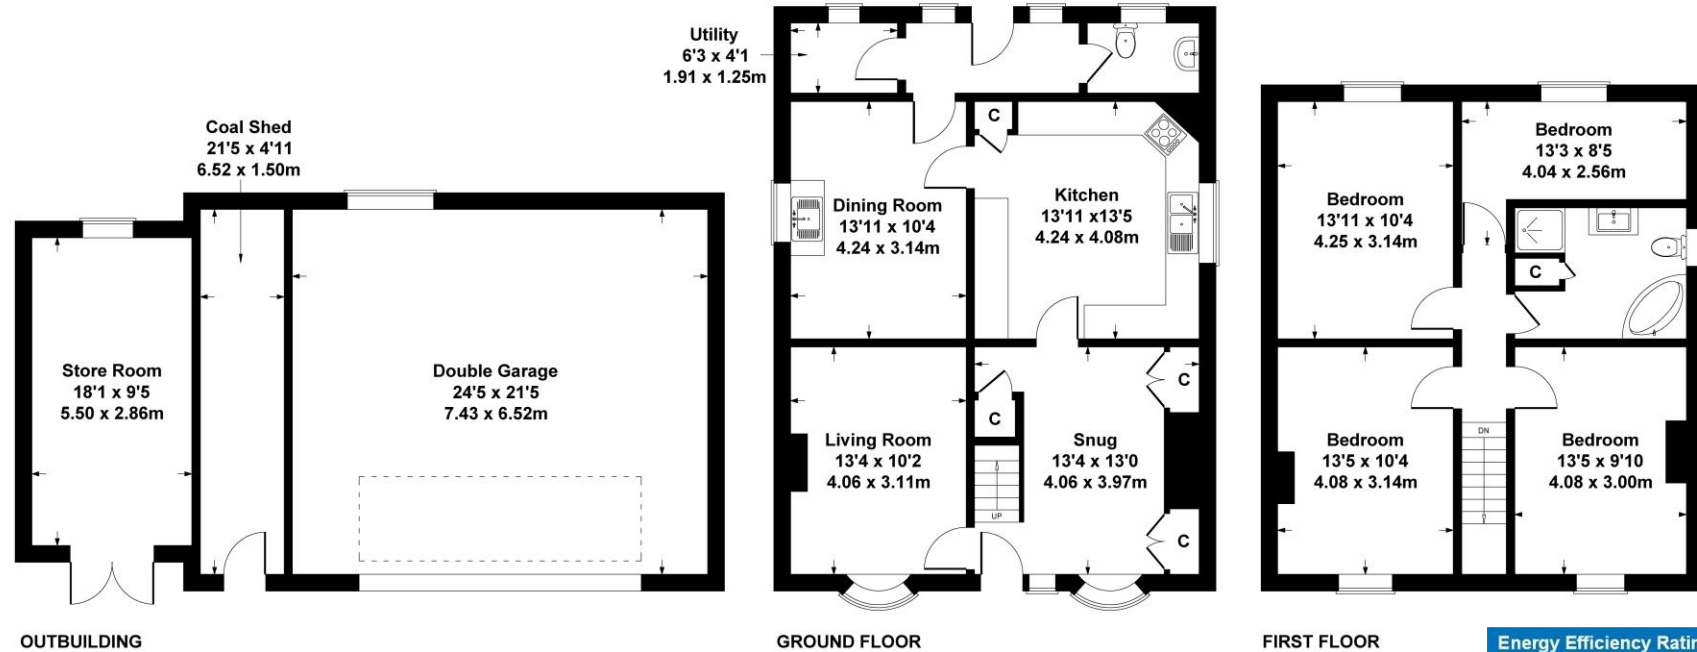 Utility
6'3 x 4'1
1.91 x 1.25m
Coal Shed
21'5 x 4'11
6.52 x 1.50m
Store Room
18'1 x 9'5
5.50 x 2.86m
Double Garage
24'5 x 21'5
7.43 x 6.52m
OUTBUILDING
C
Dining Room
13'11 x 10'4
4.24 x 3.14m
Kitchen
13'11 x13'5
4.24 x 4.08m
Living Room
13'4 x 10'2
4.06 x 3.11m
C
UP
Snug
13'4 x 13'0
4.06 x 3.97m
C
C
GROUND FLOOR
Bedroom
13'3 x 8'5
4.04 x 2.56m
Bedroom
13'11 x 10'4
4.25 x 3.14m
C
Bedroom
13'5 x 10'4
4.08 x 3.14m
DN
Bedroom
13'5 x 9'10
4.08 x 3.00m
FIRST FLOOR
Energy Efficiency Ratin